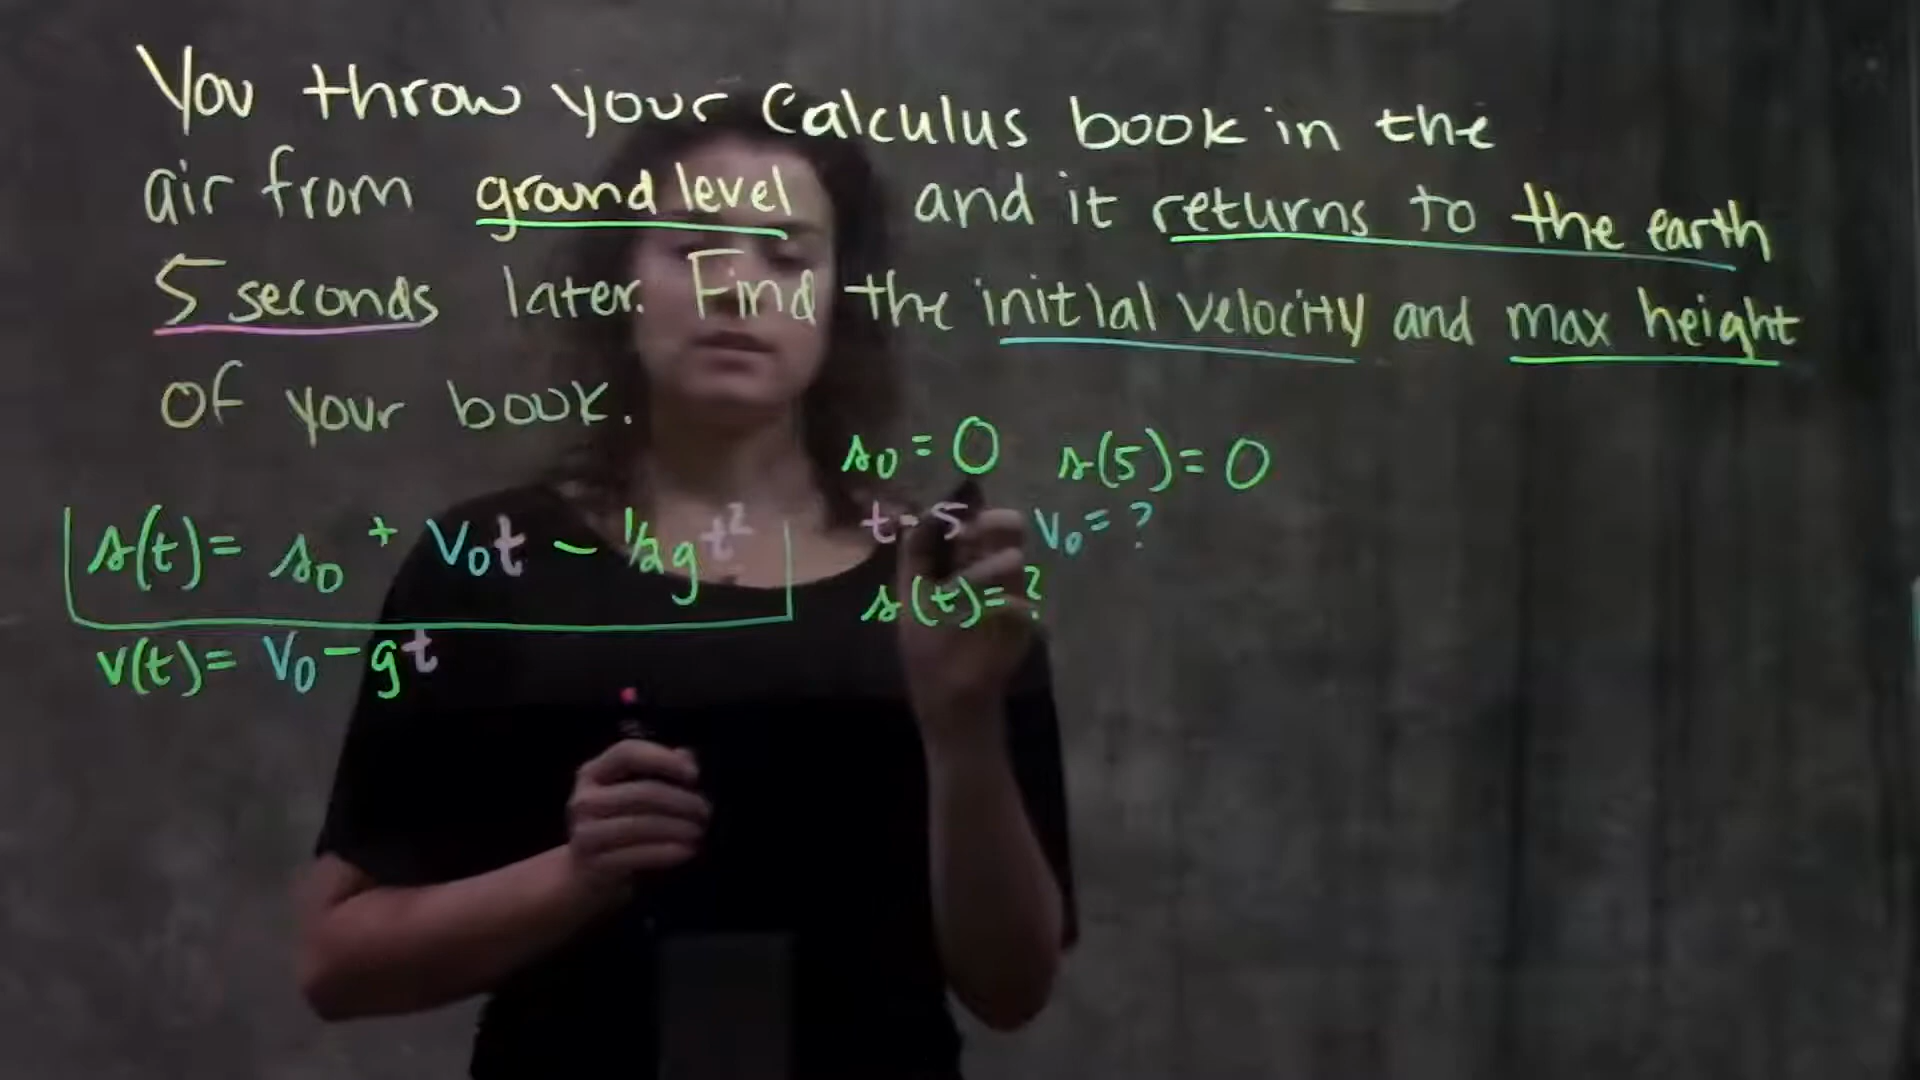 You throw your Calculus book in the
air from ground level and it returns to the earth
5 seconds later. Find the initial velocity and max height
of your book.
s₀ = 0 s(5) = 0
s(t) = s₀ + v₀t - ½gt² t = 5 v₀ = ?
s(t) = ?
v(t) = v₀ - gt